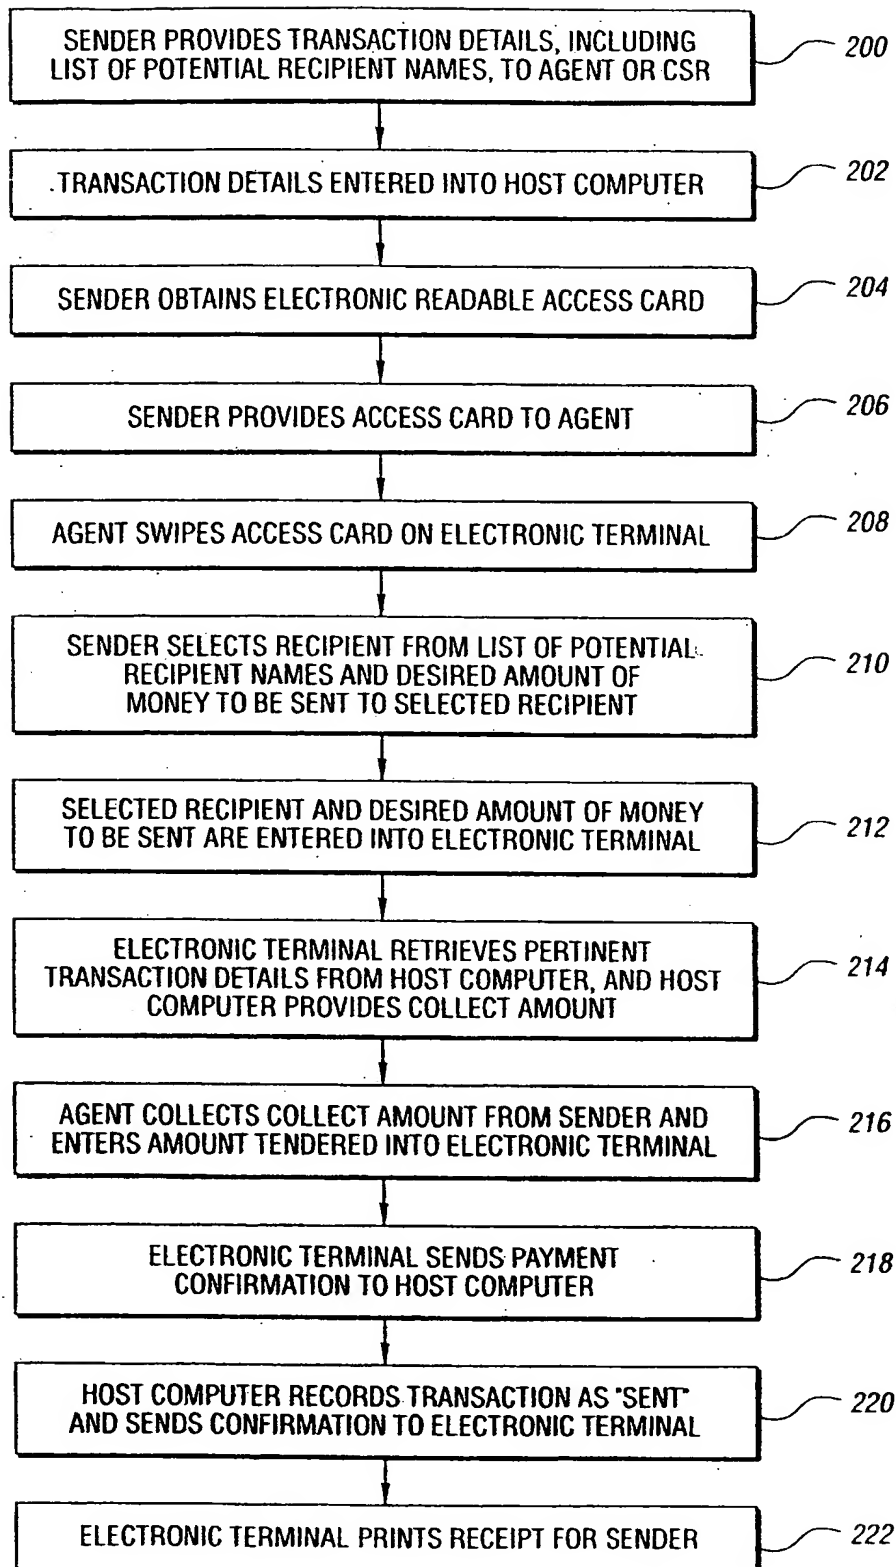 SENDER PROVIDES TRANSACTION DETAILS, INCLUDING
LIST OF POTENTIAL RECIPIENT NAMES, TO AGENT OR CSR
200
TRANSACTION DETAILS ENTERED INTO HOST COMPUTER
202
SENDER OBTAINS ELECTRONIC READABLE ACCESS CARD
204
SENDER PROVIDES ACCESS CARD TO AGENT
206
AGENT SWIPES ACCESS CARD ON ELECTRONIC TERMINAL
208
SENDER SELECTS RECIPIENT FROM LIST OF POTENTIAL
RECIPIENT NAMES AND DESIRED AMOUNT OF
MONEY TO BE SENT TO SELECTED RECIPIENT
210
SELECTED RECIPIENT AND DESIRED AMOUNT OF MONEY
TO BE SENT ARE ENTERED INTO ELECTRONIC TERMINAL
212
ELECTRONIC TERMINAL RETRIEVES PERTINENT
TRANSACTION DETAILS FROM HOST COMPUTER, AND HOST
COMPUTER PROVIDES COLLECT AMOUNT
214
AGENT COLLECTS COLLECT AMOUNT FROM SENDER AND
ENTERS AMOUNT TENDERED INTO ELECTRONIC TERMINAL
216
ELECTRONIC TERMINAL SENDS PAYMENT
CONFIRMATION TO HOST COMPUTER
218
HOST COMPUTER RECORDS TRANSACTION AS "SENT"
AND SENDS CONFIRMATION TO ELECTRONIC TERMINAL
220
ELECTRONIC TERMINAL PRINTS RECEIPT FOR SENDER
222